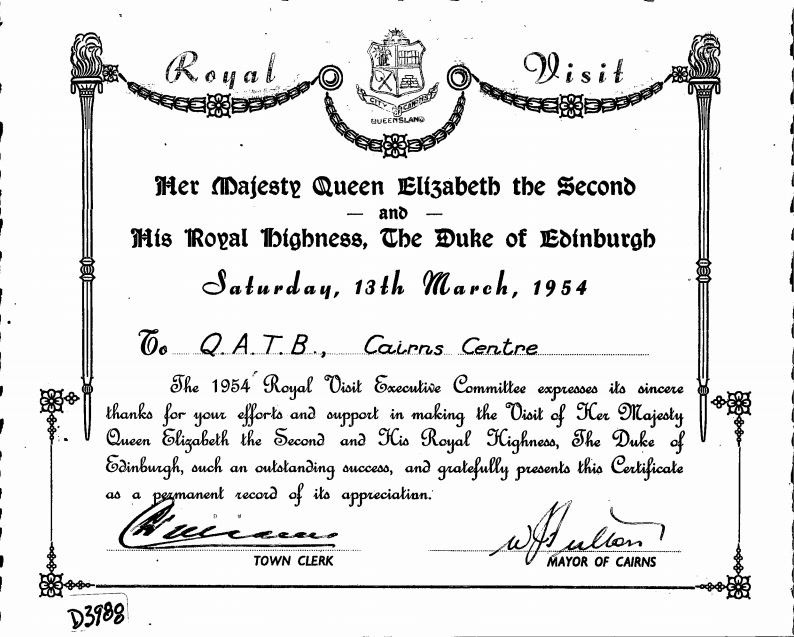 Royal Visit
CITY OF CAIRNS
QUEENSLAND
Her Majesty Queen Elizabeth the Second
— and —
His Royal Highness, The Duke of Edinburgh
Saturday, 13th March, 1954
To Q.A.T.B., Cairns Centre
The 1954 Royal Visit Executive Committee expresses its sincere
thanks for your efforts and support in making the Visit of Her Majesty
Queen Elizabeth the Second and His Royal Highness, The Duke of
Edinburgh, such an outstanding success, and gratefully presents this Certificate
as a permanent record of its appreciation.
W J Fulton
TOWN CLERK MAYOR OF CAIRNS
D3988